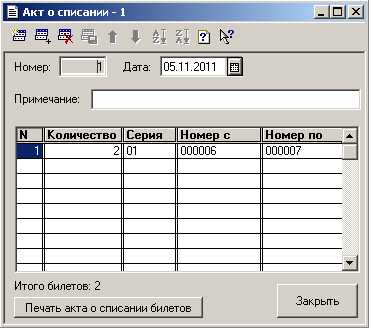 Акт о списании - 1
Номер: 1 Дата: 05.11.2011
Примечание:
N Количество Серия Номер с Номер по
1 2 01 000006 000007
Итого билетов: 2
Печать акта о списании билетов
Закрыть